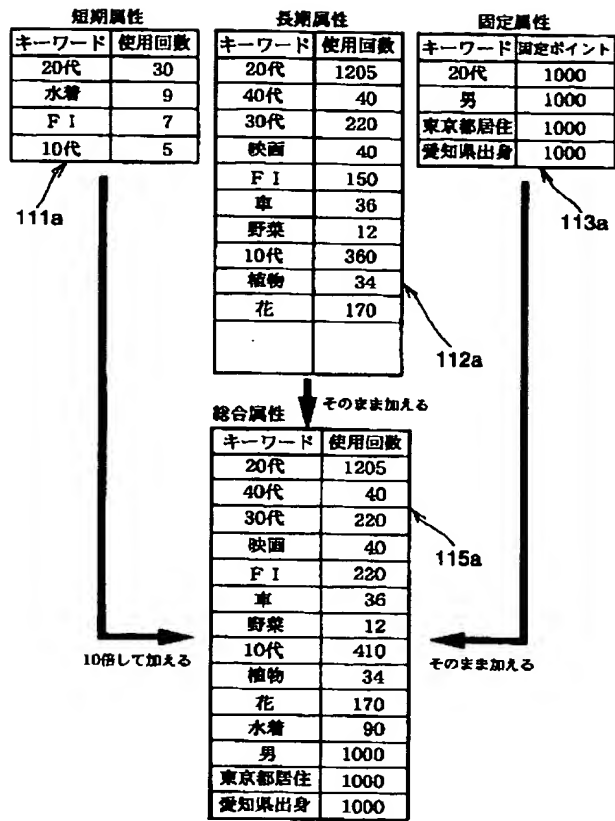 短期属性
キーワード 使用回数
20代 30
水着 9
ＦＩ 7
10代 5
111a
長期属性
キーワード 使用回数
20代 1205
40代 40
30代 220
映画 40
ＦＩ 150
車 36
野菜 12
10代 360
植物 34
花 170
112a
固定属性
キーワード 固定ポイント
20代 1000
男 1000
東京都居住 1000
愛知県出身 1000
113a
そのまま加える
総合属性
キーワード 使用回数
20代 1205
40代 40
30代 220
映画 40
ＦＩ 220
車 36
野菜 12
10代 410
植物 34
花 170
水着 90
男 1000
東京都居住 1000
愛知県出身 1000
115a
10倍して加える
そのまま加える